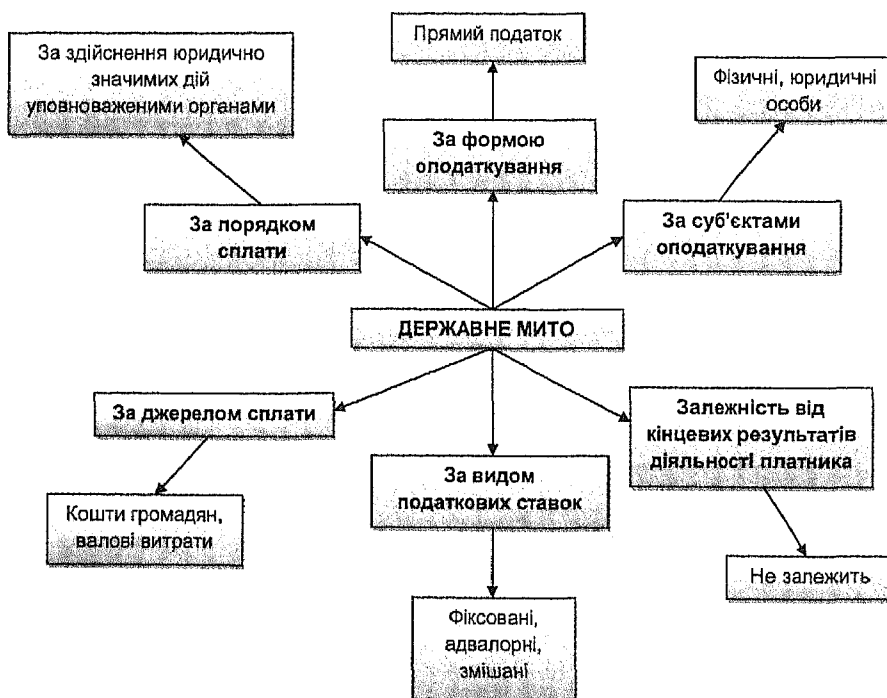 За здійснення юридично
значимих дій
уповноваженими органами
Прямий податок
Фізичні, юридичні
особи
За формою
оподаткування
За порядком
сплати
За суб'єктами
оподаткування
ДЕРЖАВНЕ МИТО
За джерелом сплати
Залежність від
кінцевих результатів
діяльності платника
За видом
податкових ставок
Кошти громадян,
валові витрати
Не залежить
Фіксовані,
адвалорні,
змішані